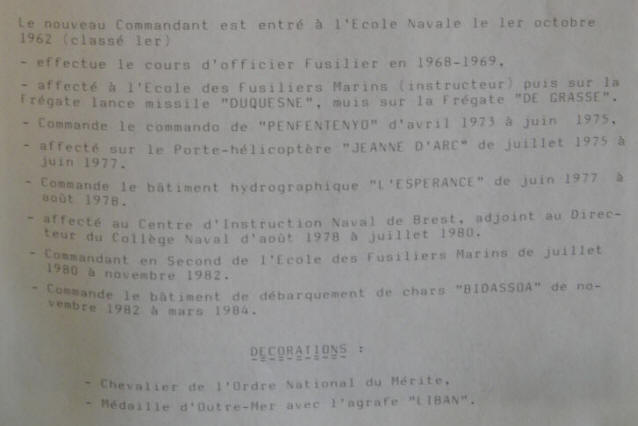 Le nouveau Commandant est entré à l'Ecole Navale le 1er octobre
1962 (classé 1er)
- effectue le cours d'officier Fusilier en 1968-1969,
- affecté à l'Ecole des Fusiliers Marins (instructeur) puis sur la
Frégate lance missile "DUQUESNE", muis sur la Frégate "DE GRASSE".
- Commande le commando de "PENFENTENYO" d'avril 1973 à juin 1975,
- affecté sur le Porte-hélicoptère "JEANNE D'ARC" de juillet 1975 à
juin 1977.
- Commande le bâtiment hydrographique "L'ESPERANCE" de juin 1977 à
août 1978.
- affecté au Centre d'Instruction Naval de Brest, adjoint au Direc-
teur du Collège Naval d'août 1978 à juillet 1980.
- Commandant en Second de l'Ecole des Fusiliers Marins de juillet
1980 à novembre 1982.
- Commande le bâtiment de débarquement de chars "BIDASSOA" de no-
vembre 1982 à mars 1984.
DECORATIONS :
- Chevalier de l'Ordre National du Mérite,
- Médaille d'Outre-Mer avec l'agrafe "LIBAN".